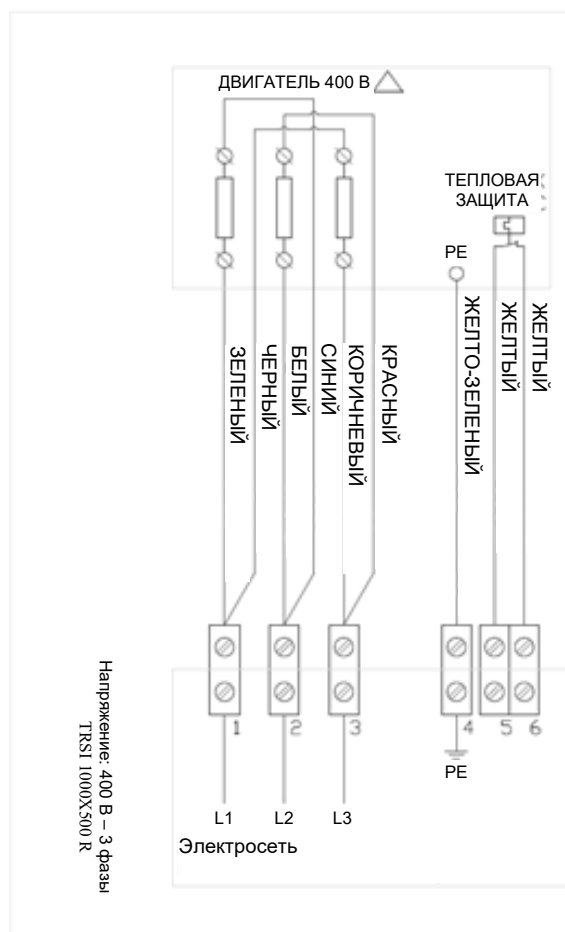 ДВИГАТЕЛЬ 400 В
ТЕПЛОВАЯ
ЗАЩИТА
PE
ЗЕЛЕНЫЙ
ЧЕРНЫЙ
БЕЛЫЙ
СИНИЙ
КОРИЧНЕВЫЙ
КРАСНЫЙ
ЖЕЛТО-ЗЕЛЕНЫЙ
ЖЕЛТЫЙ
ЖЕЛТЫЙ
1
2
3
4
5
6
PE
L1
L2
L3
Электросеть
Напряжение: 400 В – 3 фазы
TRSI 1000X500 R